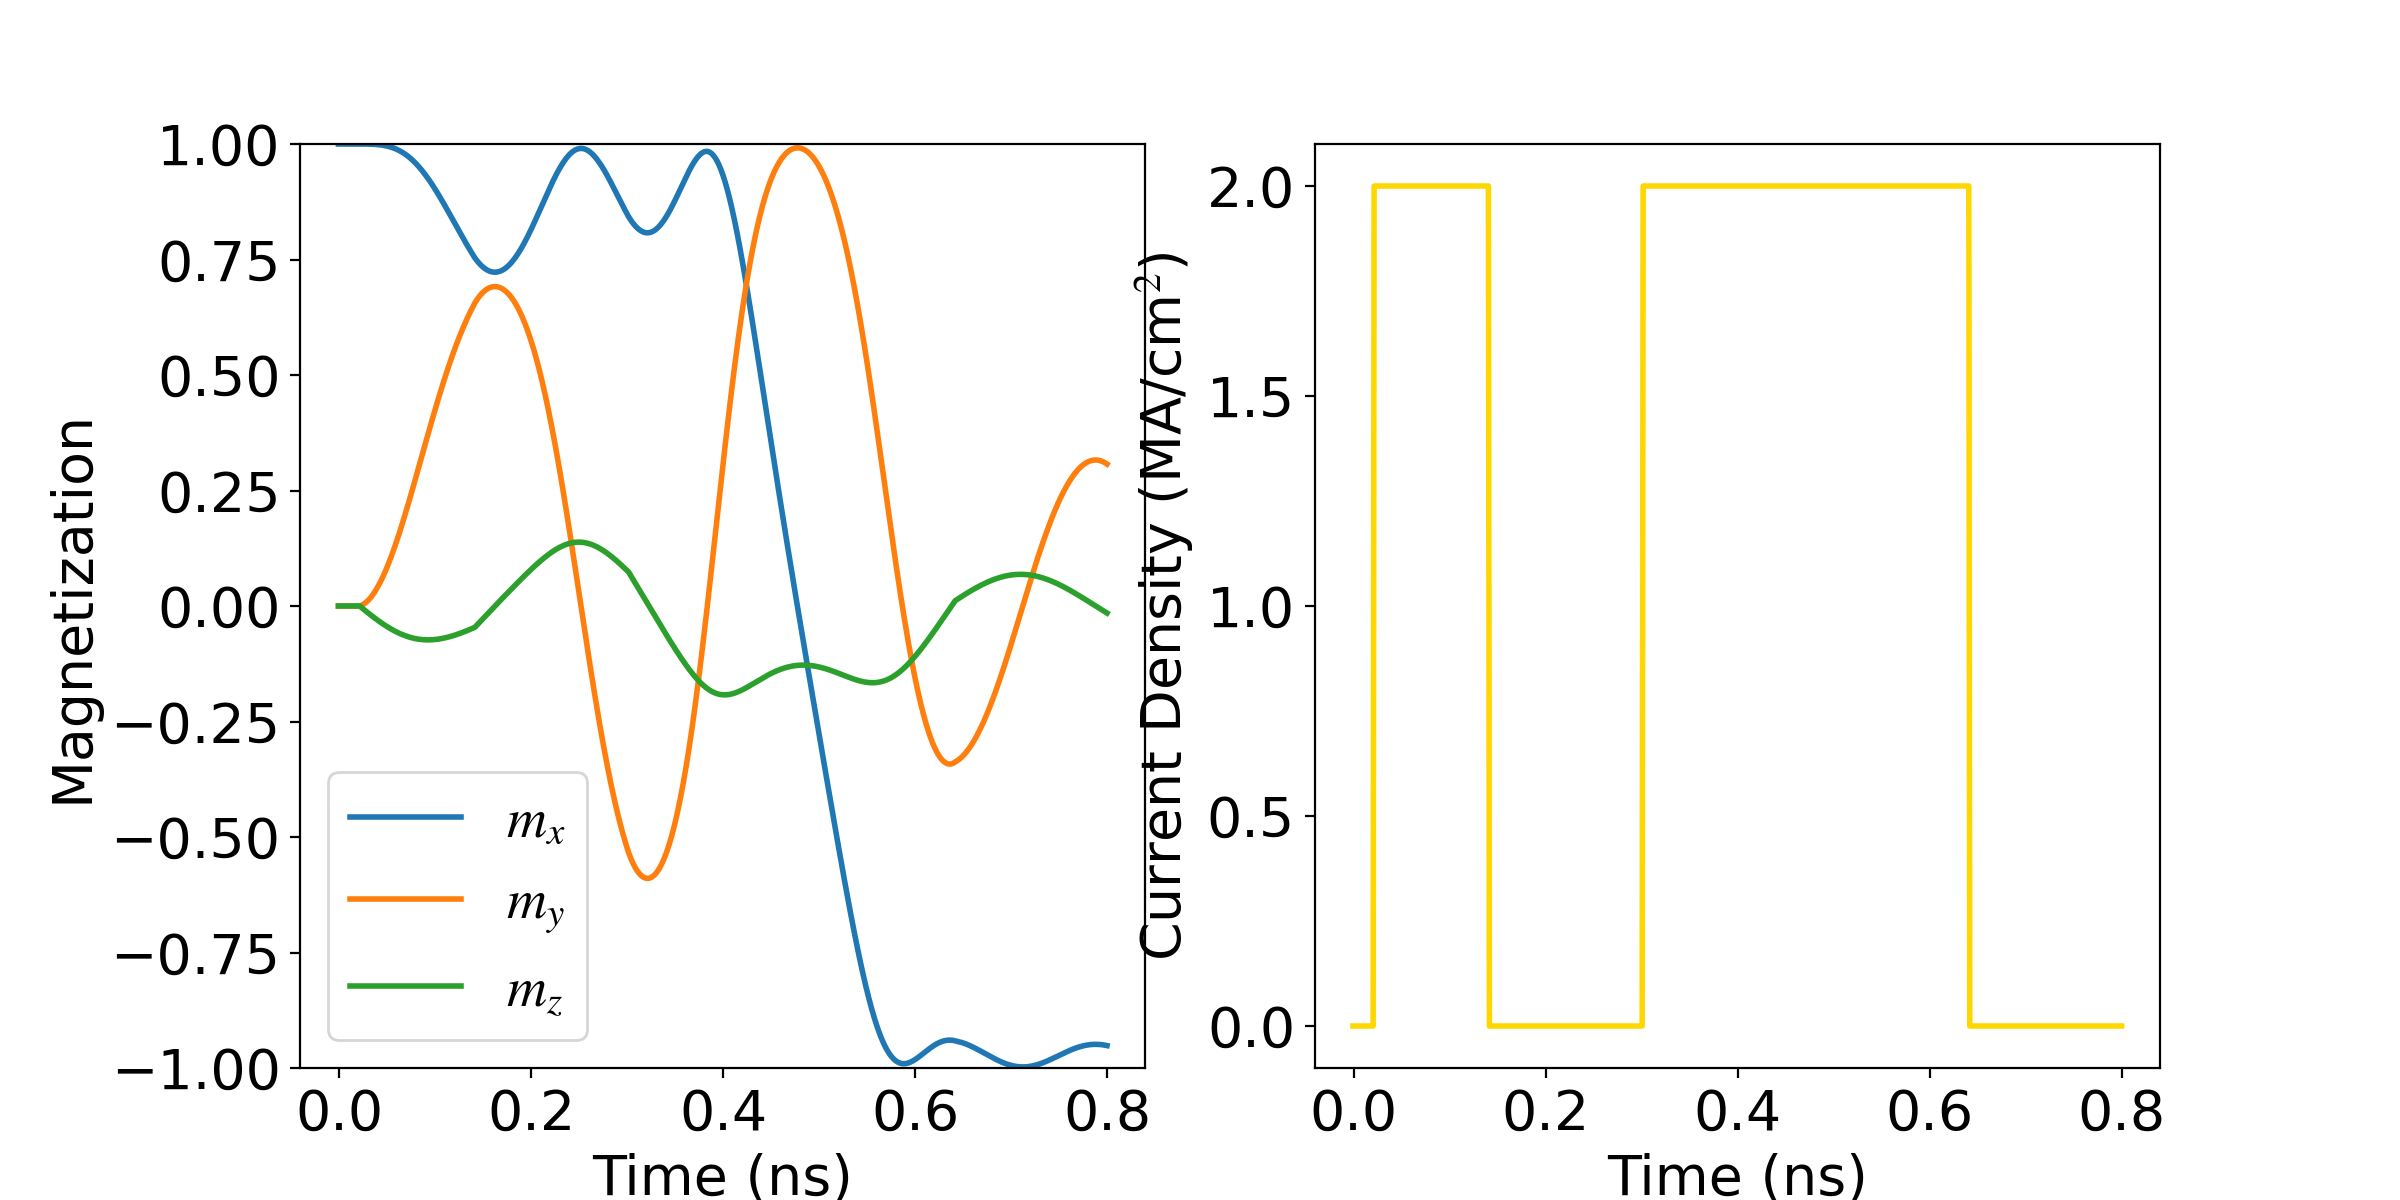 Magnetization
1.00
0.75
0.50
0.25
0.00
−0.25
−0.50
−0.75
−1.00
m_x
m_y
m_z
0.0 0.2 0.4 0.6 0.8
Time (ns)
Current Density (MA/cm²)
2.0
1.5
1.0
0.5
0.0
0.0 0.2 0.4 0.6 0.8
Time (ns)